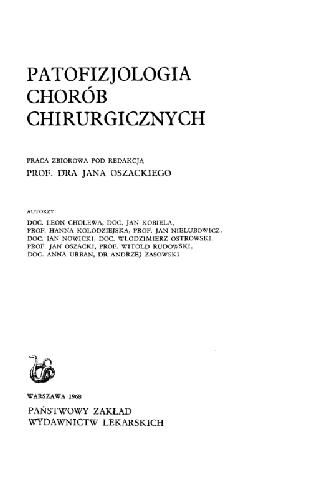 PATOFIZJOLOGIA
CHORÓB
CHIRURGICZNYCH
PRACA ZBIOROWA POD REDAKCJĄ
PROF. DRA JANA OSZACKIEGO
AUTORZY:
DOC. LEON CHOLEWA, DOC. JAN KOBIELA,
PROF. HANNA KOŁODZIEJSKA, PROF. JAN NIELUBOWICZ,
DOC. JAN NOWICKI, DOC. WŁODZIMIERZ OSTROWSKI,
PROF. JAN OSZACKI, PROF. WITOLD RUDOWSKI,
DOC. ANNA URBAN, DR ANDRZEJ ZASOWSKI
WARSZAWA 1968
PAŃSTWOWY ZAKŁAD
WYDAWNICTW LEKARSKICH